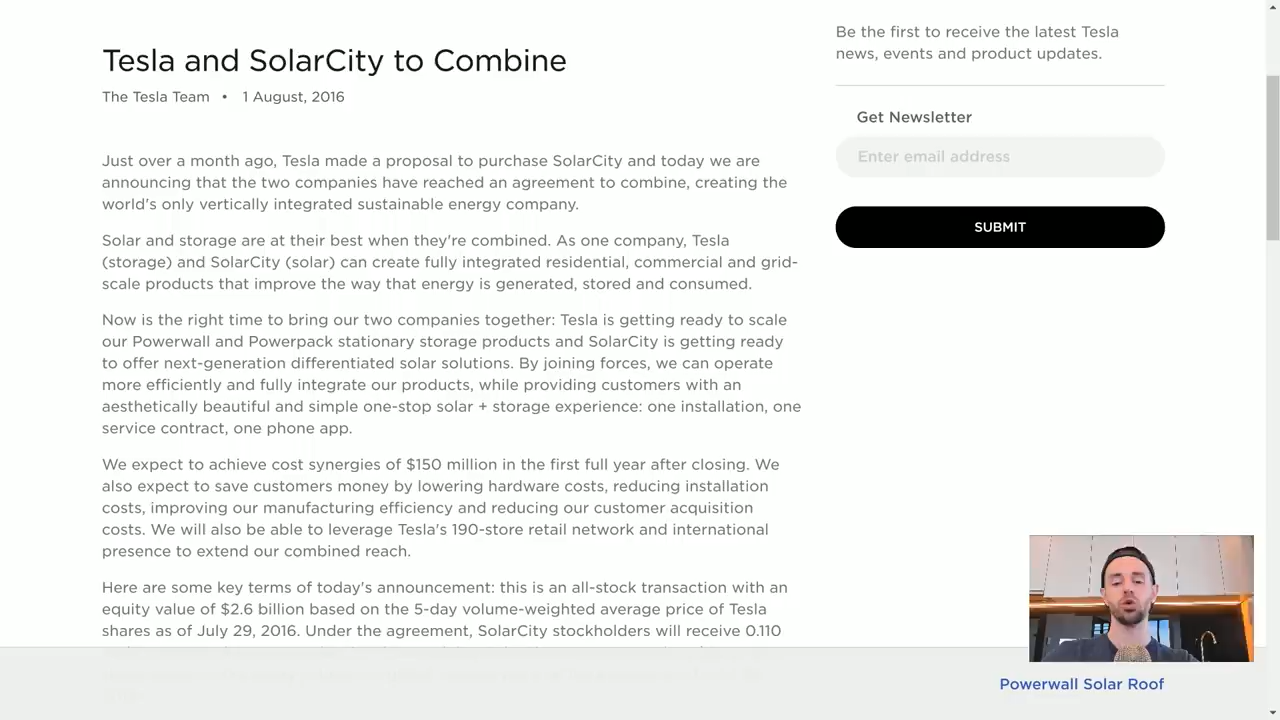 Tesla and SolarCity to Combine
The Tesla Team • 1 August, 2016
Just over a month ago, Tesla made a proposal to purchase SolarCity and today we are
announcing that the two companies have reached an agreement to combine, creating the
world's only vertically integrated sustainable energy company.
Solar and storage are at their best when they're combined. As one company, Tesla
(storage) and SolarCity (solar) can create fully integrated residential, commercial and grid-
scale products that improve the way that energy is generated, stored and consumed.
Now is the right time to bring our two companies together: Tesla is getting ready to scale
our Powerwall and Powerpack stationary storage products and SolarCity is getting ready
to offer next-generation differentiated solar solutions. By joining forces, we can operate
more efficiently and fully integrate our products, while providing customers with an
aesthetically beautiful and simple one-stop solar + storage experience: one installation, one
service contract, one phone app.
We expect to achieve cost synergies of $150 million in the first full year after closing. We
also expect to save customers money by lowering hardware costs, reducing installation
costs, improving our manufacturing efficiency and reducing our customer acquisition
costs. We will also be able to leverage Tesla's 190-store retail network and international
presence to extend our combined reach.
Here are some key terms of today's announcement: this is an all-stock transaction with an
equity value of $2.6 billion based on the 5-day volume-weighted average price of Tesla
shares as of July 29, 2016. Under the agreement, SolarCity stockholders will receive 0.110
Be the first to receive the latest Tesla
news, events and product updates.
Get Newsletter
Enter email address
SUBMIT
Powerwall Solar Roof